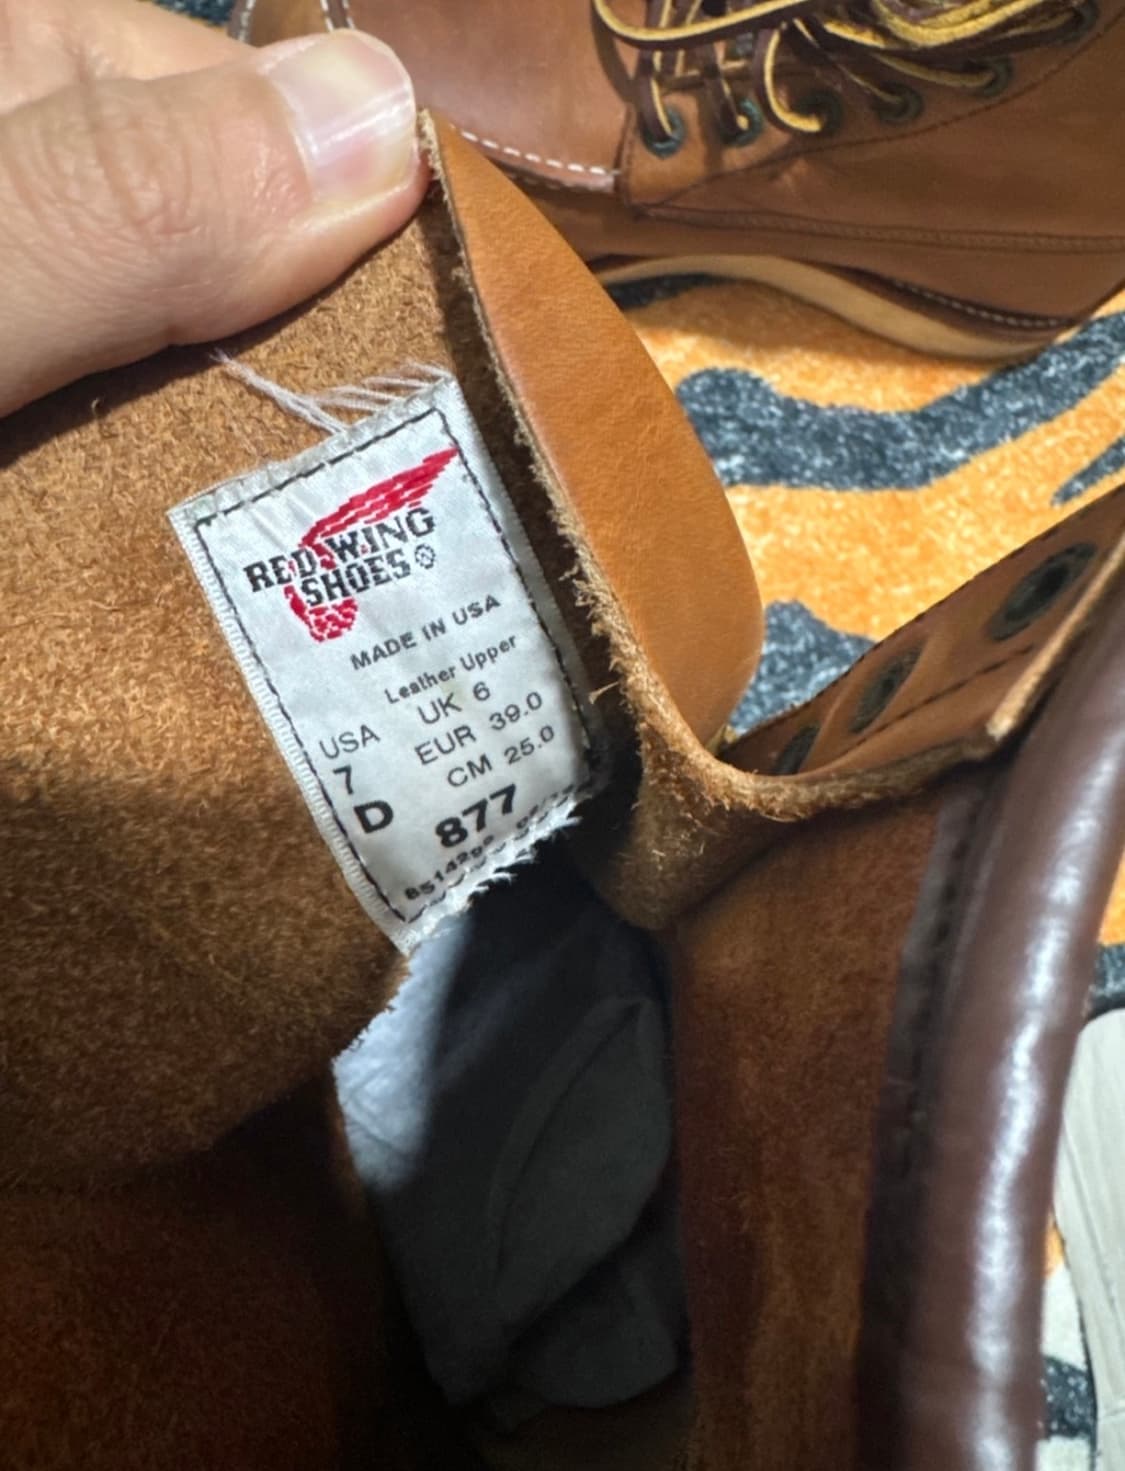 RED WING
SHOES®
MADE IN USA
Leather Upper
UK 6
USA EUR 39.0
7 CM 25.0
D 877